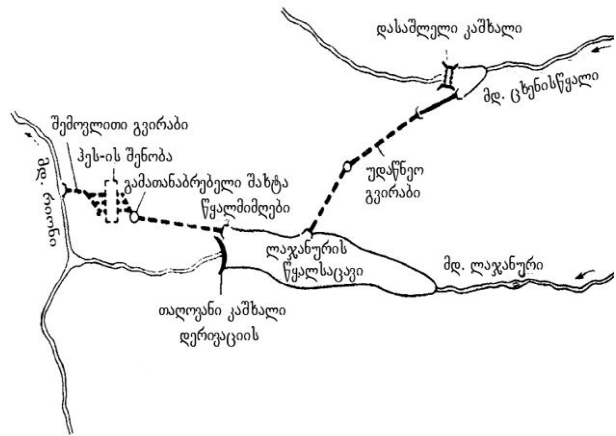 დასაშლელი კაშხალი
მდ. ცხენისწყალი
შემოვლითი გვირაბი
ჰეს-ის შენობა
გამათანაბრებელი შახტა
წყალმიმღები
უდაწნეო
გვირაბი
მდ. რიონი
ლაჯანურის
წყალსაცავი
მდ. ლაჯანური
თაღოვანი კაშხალი
დერივაციის